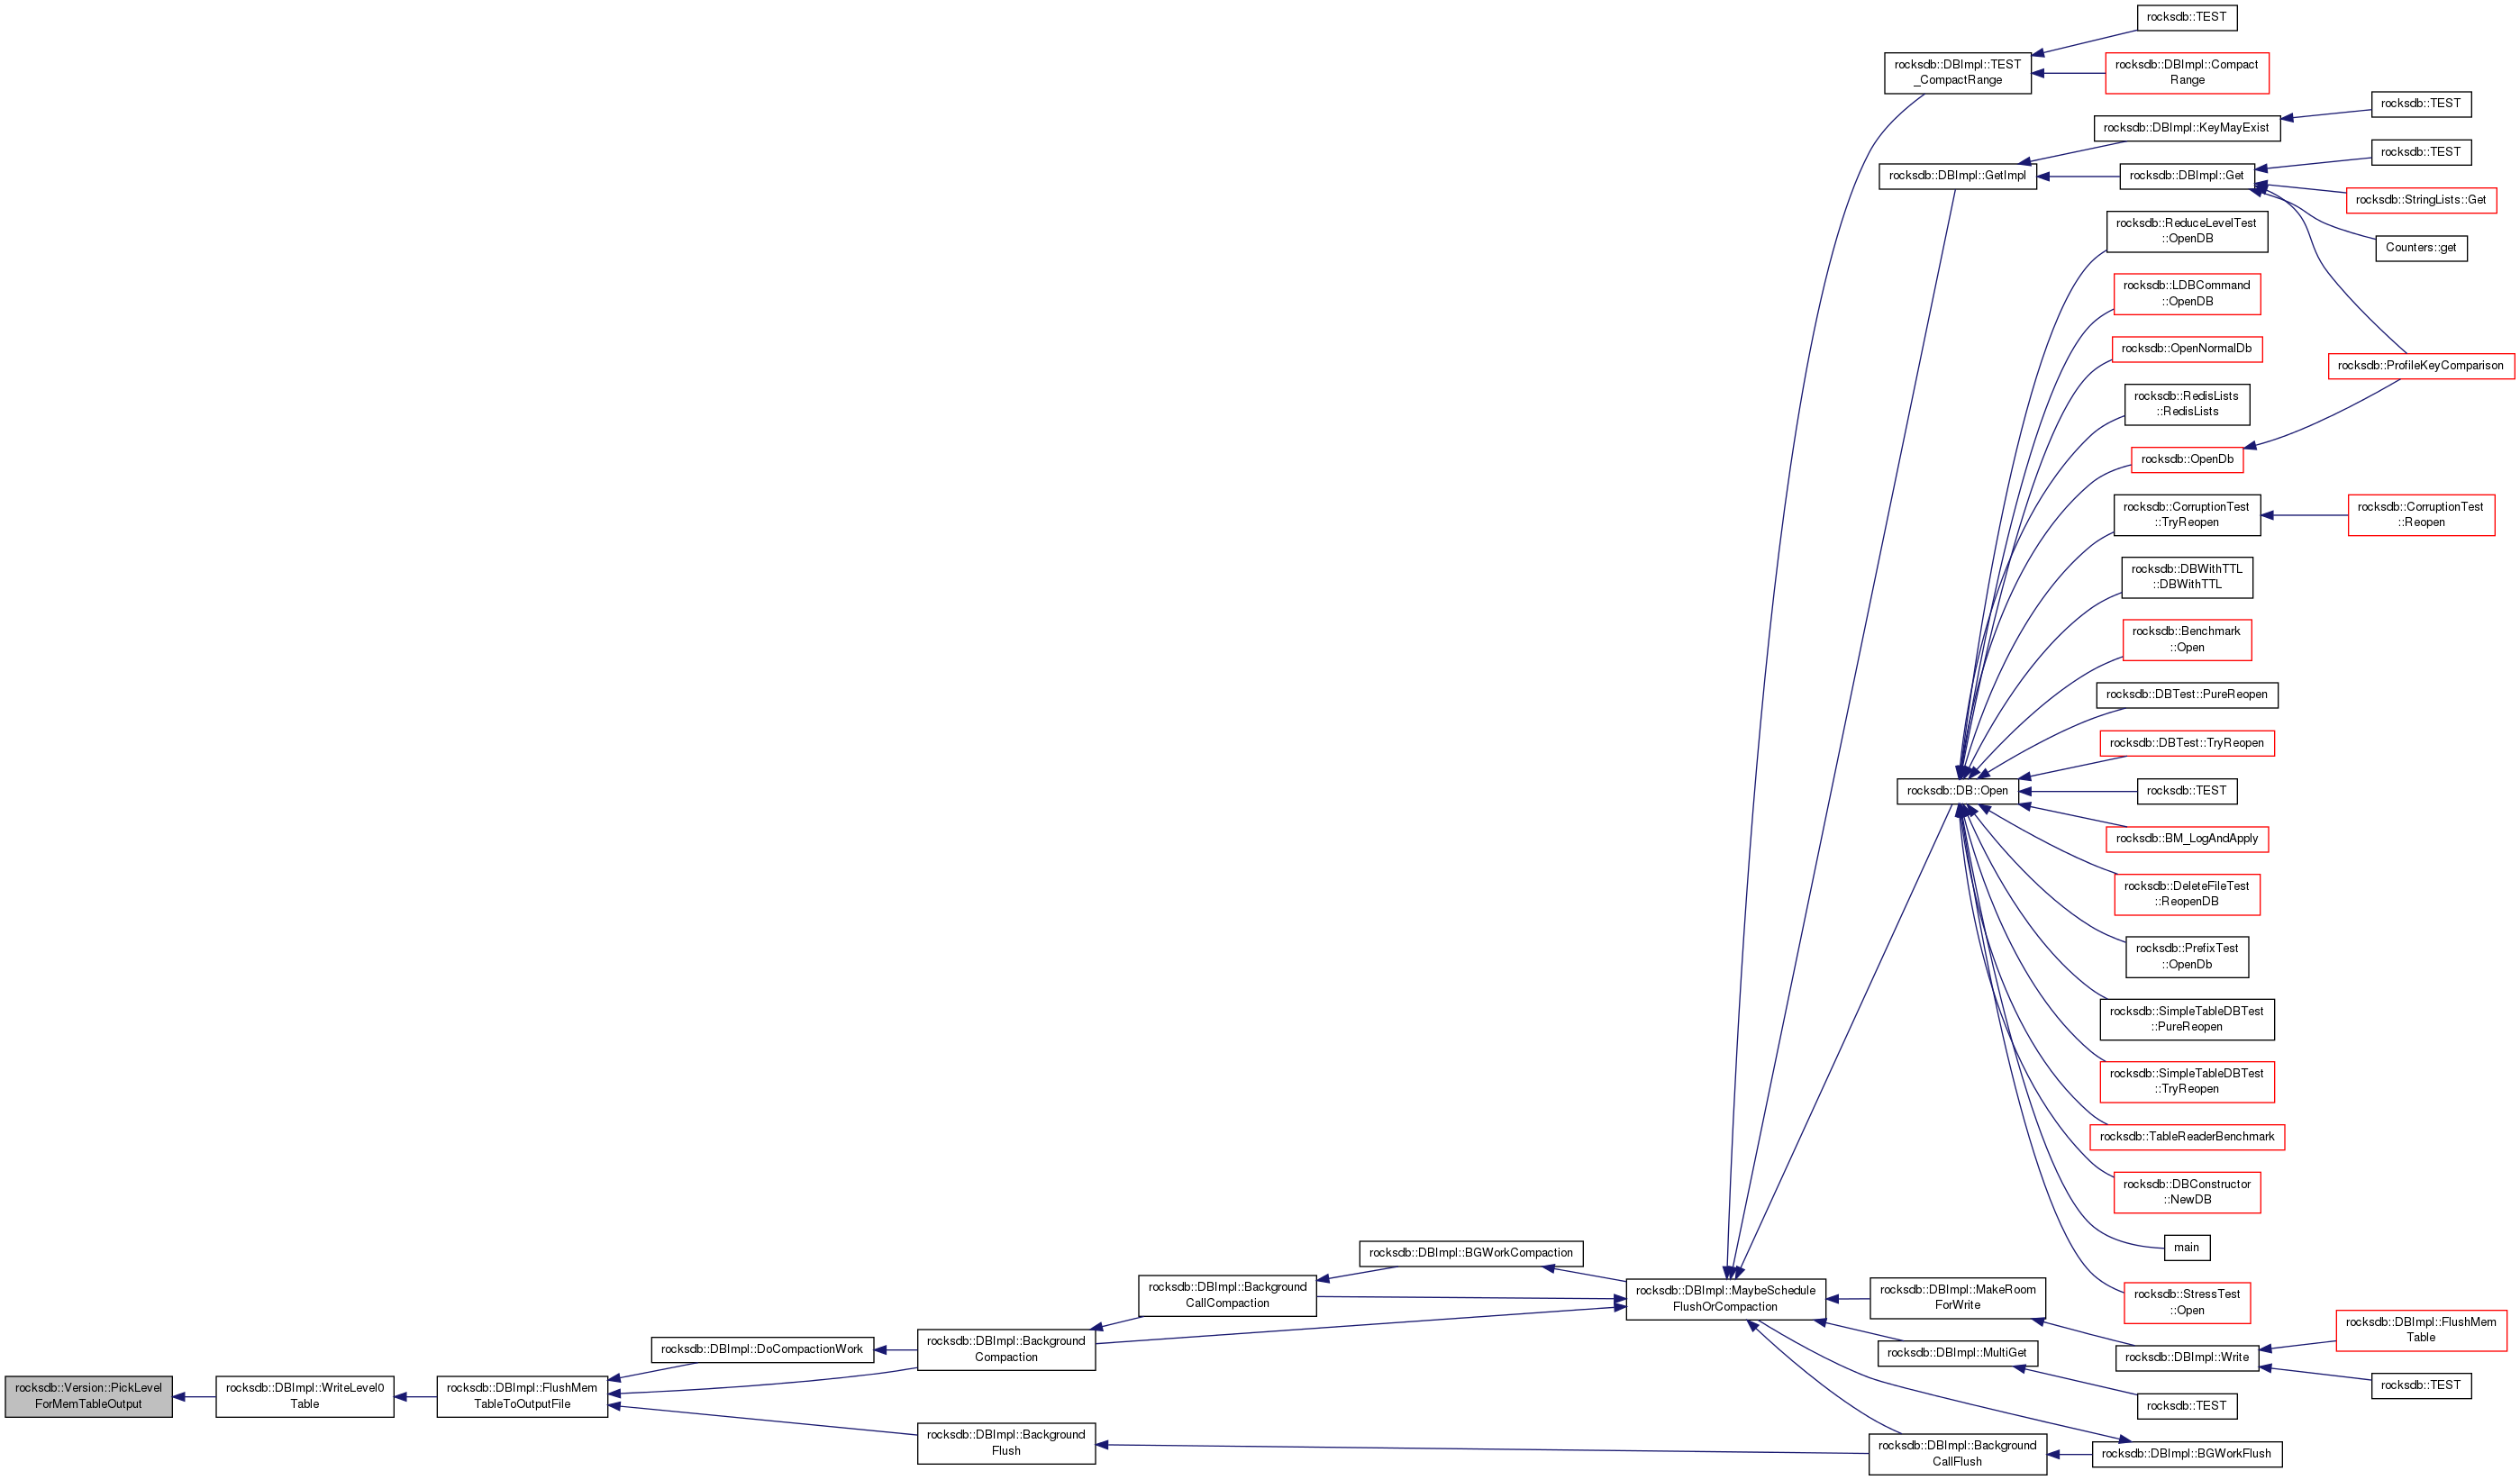 rocksdb::TEST
rocksdb::DBImpl::TEST
_CompactRange
rocksdb::DBImpl::Compact
Range
rocksdb::TEST
rocksdb::DBImpl::KeyMayExist
rocksdb::TEST
rocksdb::DBImpl::GetImpl
rocksdb::DBImpl::Get
rocksdb::StringLists::Get
rocksdb::ReduceLevelTest
::OpenDB
Counters::get
rocksdb::LDBCommand
::OpenDB
rocksdb::OpenNormalDb
rocksdb::ProfileKeyComparison
rocksdb::RedisLists
::RedisLists
rocksdb::OpenDb
rocksdb::CorruptionTest
::TryReopen
rocksdb::CorruptionTest
::Reopen
rocksdb::DBWithTTL
::DBWithTTL
rocksdb::Benchmark
::Open
rocksdb::DBTest::PureReopen
rocksdb::DBTest::TryReopen
rocksdb::DB::Open
rocksdb::TEST
rocksdb::BM_LogAndApply
rocksdb::DeleteFileTest
::ReopenDB
rocksdb::PrefixTest
::OpenDb
rocksdb::SimpleTableDBTest
::PureReopen
rocksdb::SimpleTableDBTest
::TryReopen
rocksdb::TableReaderBenchmark
rocksdb::DBConstructor
::NewDB
main
rocksdb::DBImpl::BGWorkCompaction
rocksdb::DBImpl::Background
CallCompaction
rocksdb::DBImpl::MaybeSchedule
FlushOrCompaction
rocksdb::DBImpl::MakeRoom
ForWrite
rocksdb::StressTest
::Open
rocksdb::DBImpl::FlushMem
Table
rocksdb::DBImpl::DoCompactionWork
rocksdb::DBImpl::Background
Compaction
rocksdb::DBImpl::MultiGet
rocksdb::DBImpl::Write
rocksdb::TEST
rocksdb::Version::PickLevel
ForMemTableOutput
rocksdb::DBImpl::WriteLevel0
Table
rocksdb::DBImpl::FlushMem
TableToOutputFile
rocksdb::TEST
rocksdb::DBImpl::Background
Flush
rocksdb::DBImpl::Background
CallFlush
rocksdb::DBImpl::BGWorkFlush